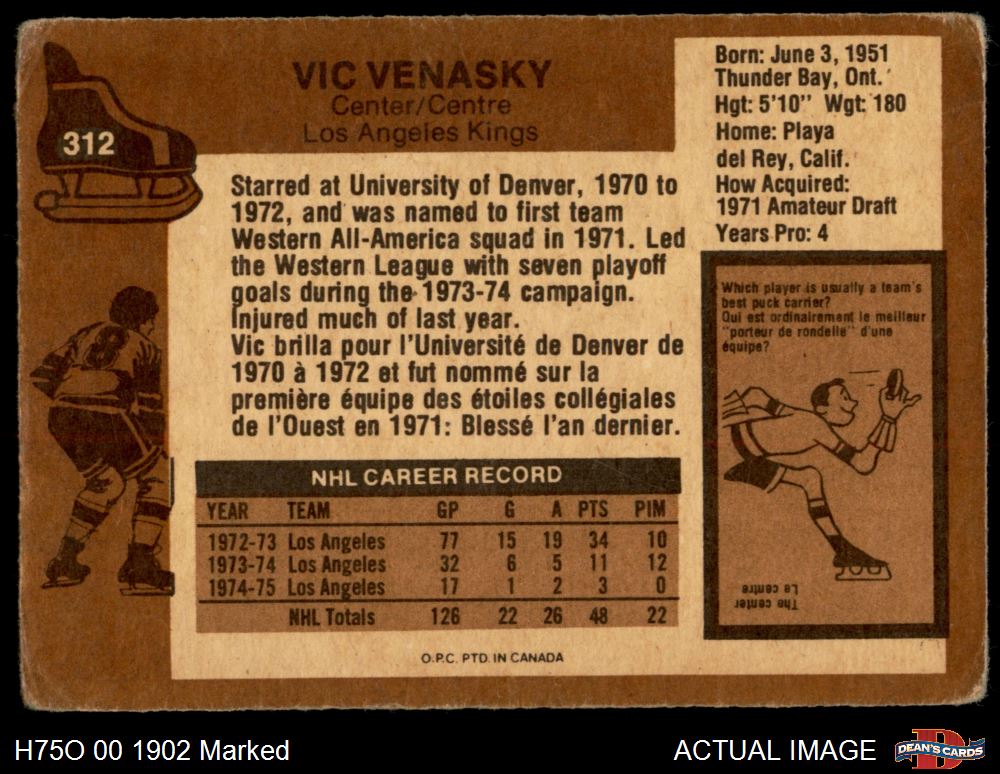 312
VIC VENASKY
Center/Centre
Los Angeles Kings
Born: June 3, 1951
Thunder Bay, Ont.
Hgt: 5'10" Wgt: 180
Home: Playa
del Rey, Calif.
How Acquired:
1971 Amateur Draft
Years Pro: 4
Starred at University of Denver, 1970 to
1972, and was named to first team
Western All-America squad in 1971. Led
the Western League with seven playoff
goals during the 1973-74 campaign.
Injured much of last year.
Vic brilla pour l'Université de Denver de
1970 à 1972 et fut nommé sur la
première équipe des étoiles collégiales
de l'Ouest en 1971: Blessé l'an dernier.
Which player is usually a team's
best puck carrier?
Qui est ordinairement le meilleur
"porteur de rondelle" d'une
équipe?
8
The center
Le centre
NHL CAREER RECORD
YEAR TEAM GP G A PTS PIM
1972-73 Los Angeles 77 15 19 34 10
1973-74 Los Angeles 32 6 5 11 12
1974-75 Los Angeles 17 1 2 3 0
NHL Totals 126 22 26 48 22
O.P.C. PTD. IN CANADA
H75O 00 1902 Marked
ACTUAL IMAGE
D
DEAN'S CARDS